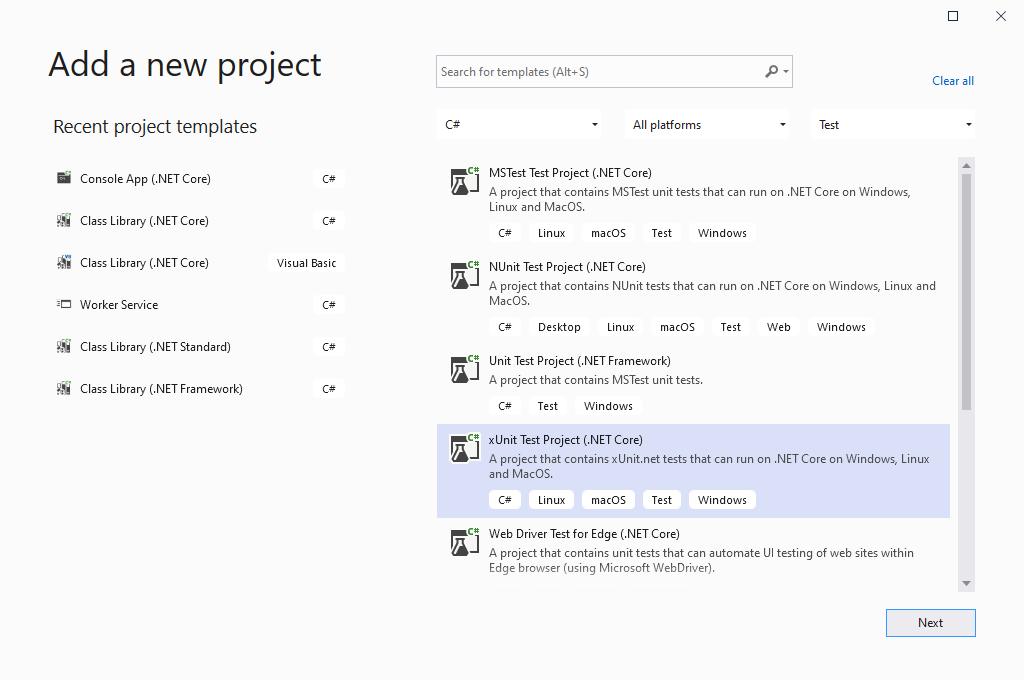 Add a new project
Search for templates (Alt+S)
Clear all
Recent project templates
C#
All platforms
Test
Console App (.NET Core)
C#
Class Library (.NET Core)
C#
Class Library (.NET Core)
Visual Basic
Worker Service
C#
Class Library (.NET Standard)
C#
Class Library (.NET Framework)
C#
MSTest Test Project (.NET Core)
A project that contains MSTest unit tests that can run on .NET Core on Windows,
Linux and MacOS.
C# Linux macOS Test Windows
NUnit Test Project (.NET Core)
A project that contains NUnit tests that can run on .NET Core on Windows, Linux and
MacOS.
C# Desktop Linux macOS Test Web Windows
Unit Test Project (.NET Framework)
A project that contains MSTest unit tests.
C# Test Windows
xUnit Test Project (.NET Core)
A project that contains xUnit.net tests that can run on .NET Core on Windows, Linux
and MacOS.
C# Linux macOS Test Windows
Web Driver Test for Edge (.NET Core)
A project that contains unit tests that can automate UI testing of web sites within
Edge browser (using Microsoft WebDriver).
Next